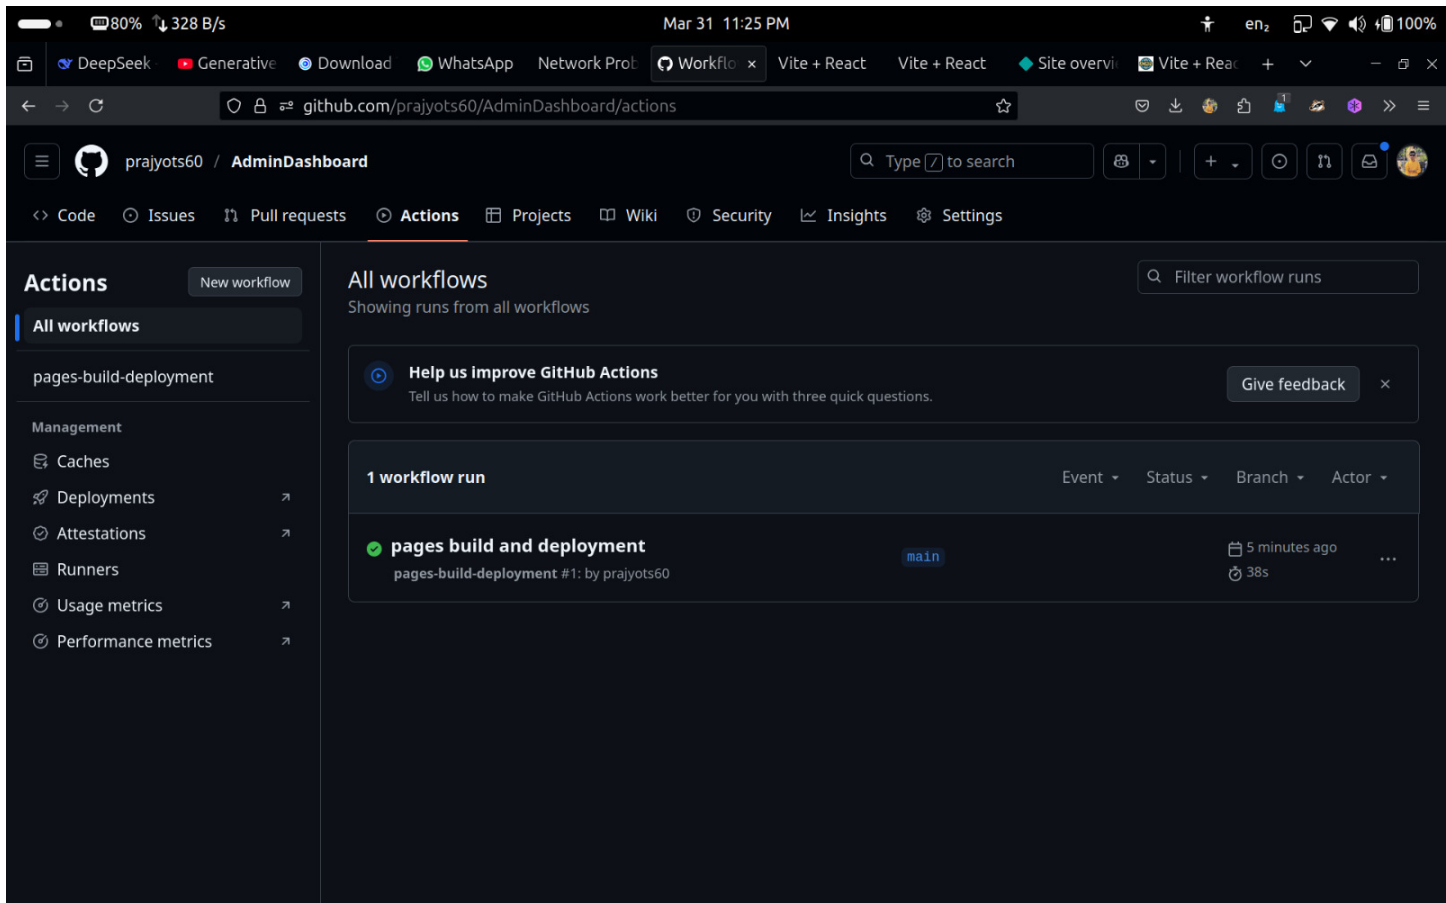 80% 328 B/s Mar 31 11:25 PM en₂ 100%
DeepSeek Generative Download WhatsApp Network Prob Workflo Vite + React Vite + React Site overvi Vite + Reac
github.com/prajyots60/AdminDashboard/actions 1
prajyots60 / AdminDashboard Type / to search
Code Issues Pull requests Actions Projects Wiki Security Insights Settings
Actions New workflow
All workflows
pages-build-deployment
Management
Caches
Deployments
Attestations
Runners
Usage metrics
Performance metrics
All workflows Filter workflow runs
Showing runs from all workflows
Help us improve GitHub Actions
Tell us how to make GitHub Actions work better for you with three quick questions.
Give feedback
1 workflow run Event Status Branch Actor
pages build and deployment main 5 minutes ago
pages-build-deployment #1: by prajyots60 38s